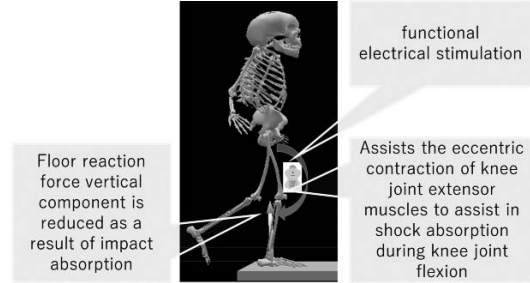 functional
electrical stimulation
Floor reaction
force vertical
component is
reduced as a
result of impact
absorption
Assists the eccentric
contraction of knee
joint extensor
muscles to assist in
shock absorption
during knee joint
flexion